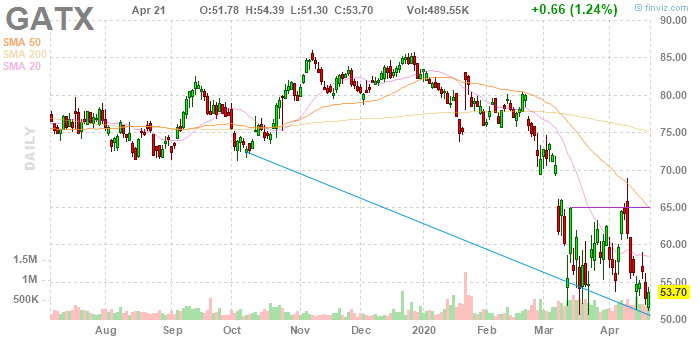 GATX Apr 21 O:51.78 H:54.39 L:51.30 C:53.70 Vol:489.55K +0.66 (1.24%) © finviz.com
SMA 50
SMA 200
SMA 20
DAILY
90.00
85.00
80.00
75.00
70.00
65.00
60.00
55.00
53.70
50.00
1.5M
1M
500K
Aug Sep Oct Nov Dec 2020 Feb Mar Apr